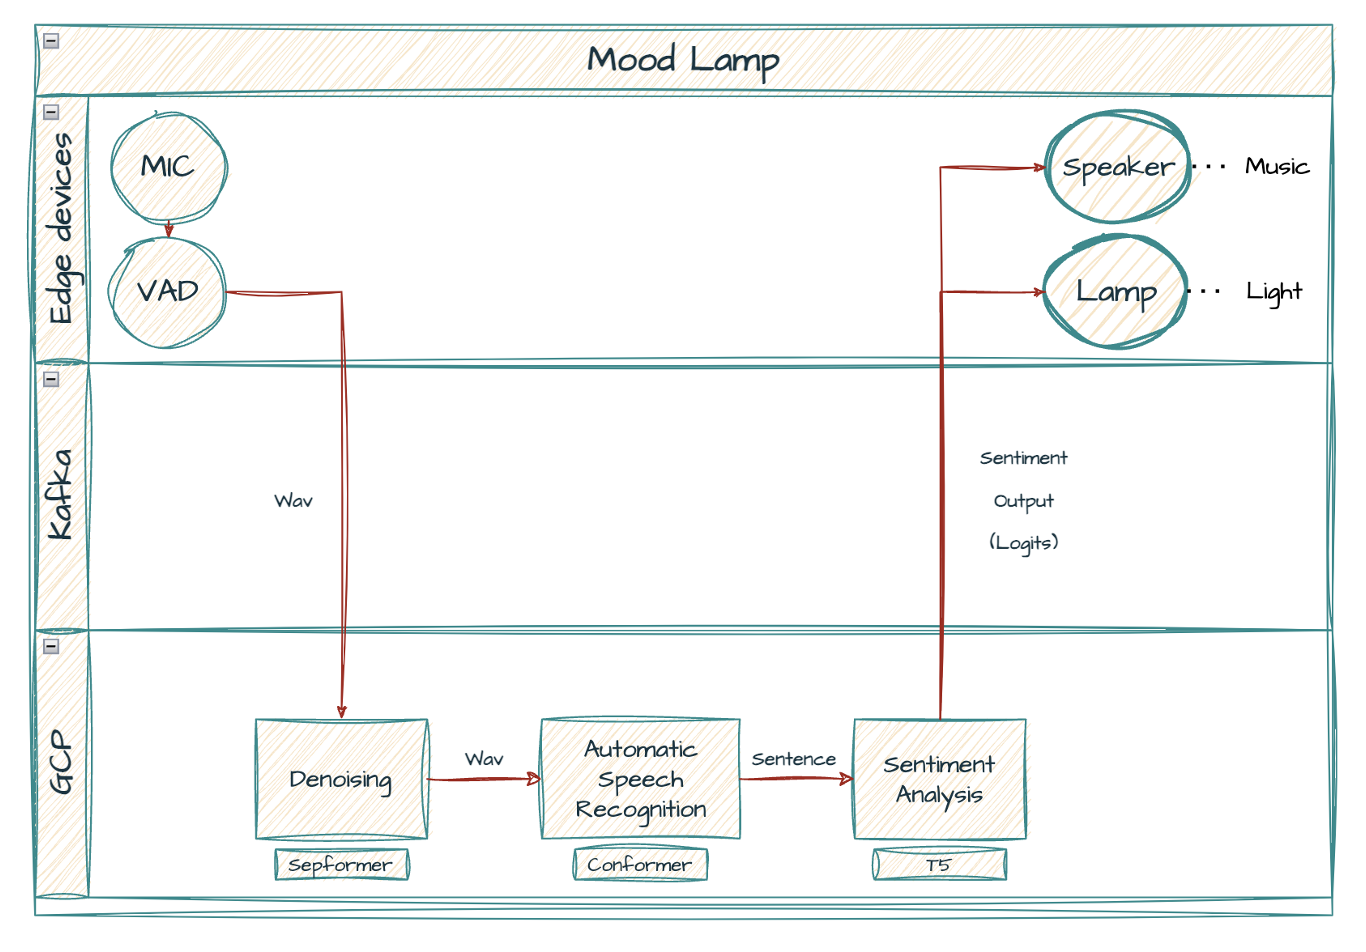 Mood Lamp
Edge devices
MIC
Speaker
Music
VAD
Lamp
Light
Kafka
Wav
Sentiment
Output
(Logits)
GCP
Denoising
Wav
Automatic
Speech
Recognition
Sentence
Sentiment
Analysis
Sepformer
Conformer
T5